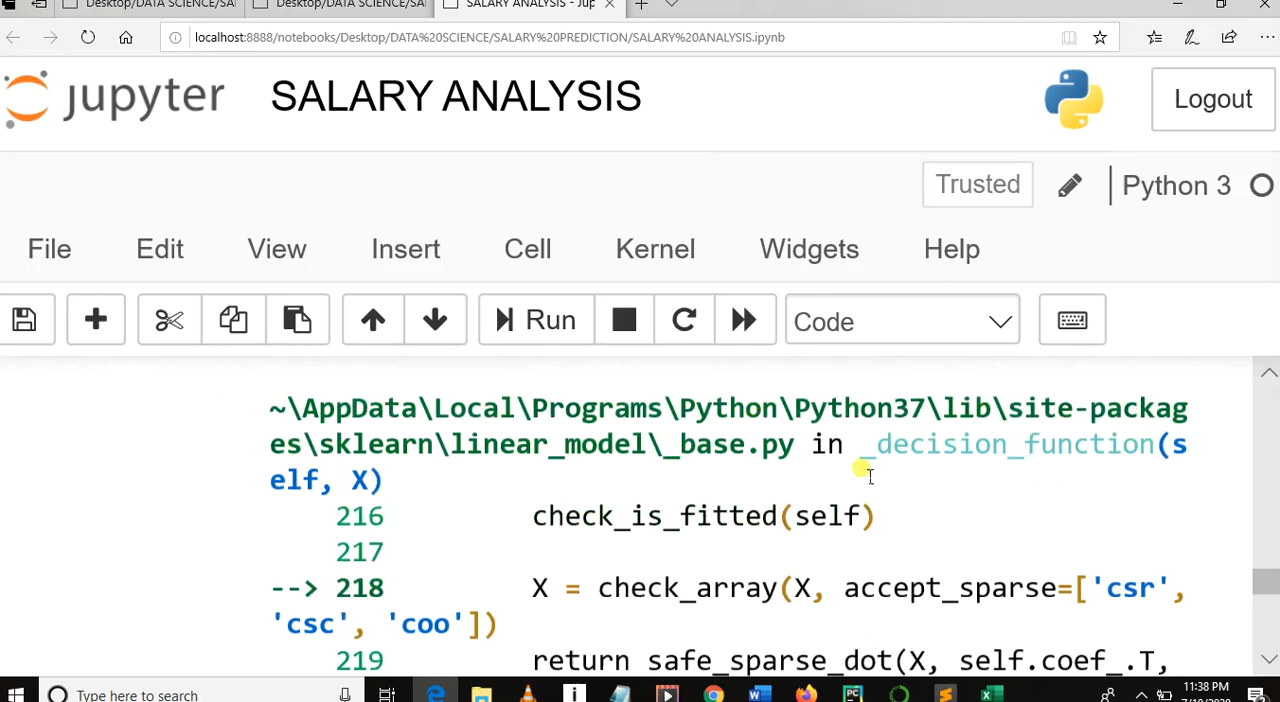 Desktop/DATA SCIENCE/SA
Desktop/DATA SCIENCE/SA
SALARY ANALYSIS - Jup
localhost:8888/notebooks/Desktop/DATA%20SCIENCE/SALARY%20PREDICTION/SALARY%20ANALYSIS.ipynb
jupyter SALARY ANALYSIS Logout
Trusted Python 3
File Edit View Insert Cell Kernel Widgets Help
Run Code
~\AppData\Local\Programs\Python\Python37\lib\site-packag
es\sklearn\linear_model\_base.py in _decision_function(s
elf, X)
216 check_is_fitted(self)
217
--> 218 X = check_array(X, accept_sparse=['csr',
'csc', 'coo'])
219 return safe_sparse_dot(X, self.coef_.T,
Type here to search
11:38 PM